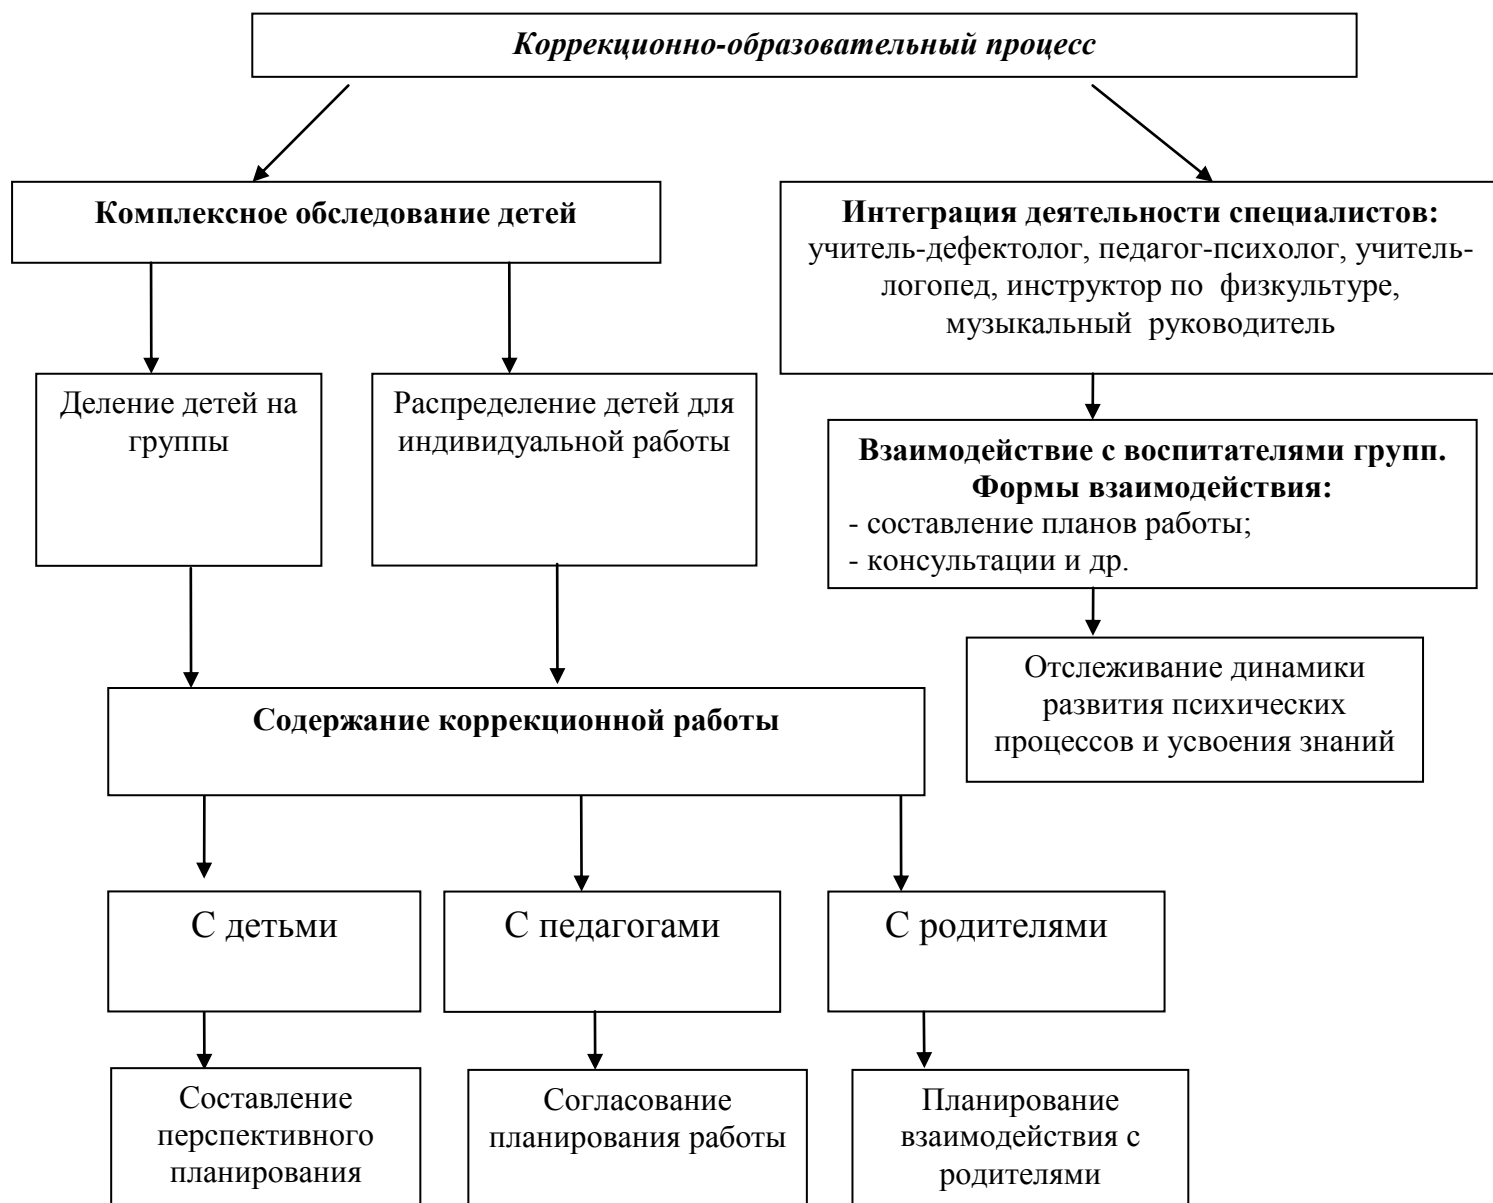 Коррекционно-образовательный процесс
Комплексное обследование детей
Интеграция деятельности специалистов:
учитель-дефектолог, педагог-психолог, учитель-
логопед, инструктор по физкультуре,
музыкальный руководитель
Деление детей на
группы
Распределение детей для
индивидуальной работы
Взаимодействие с воспитателями групп.
Формы взаимодействия:
- составление планов работы;
- консультации и др.
Отслеживание динамики
развития психических
процессов и усвоения знаний
Содержание коррекционной работы
С детьми
С педагогами
С родителями
Составление
перспективного
планирования
Согласование
планирования работы
Планирование
взаимодействия с
родителями